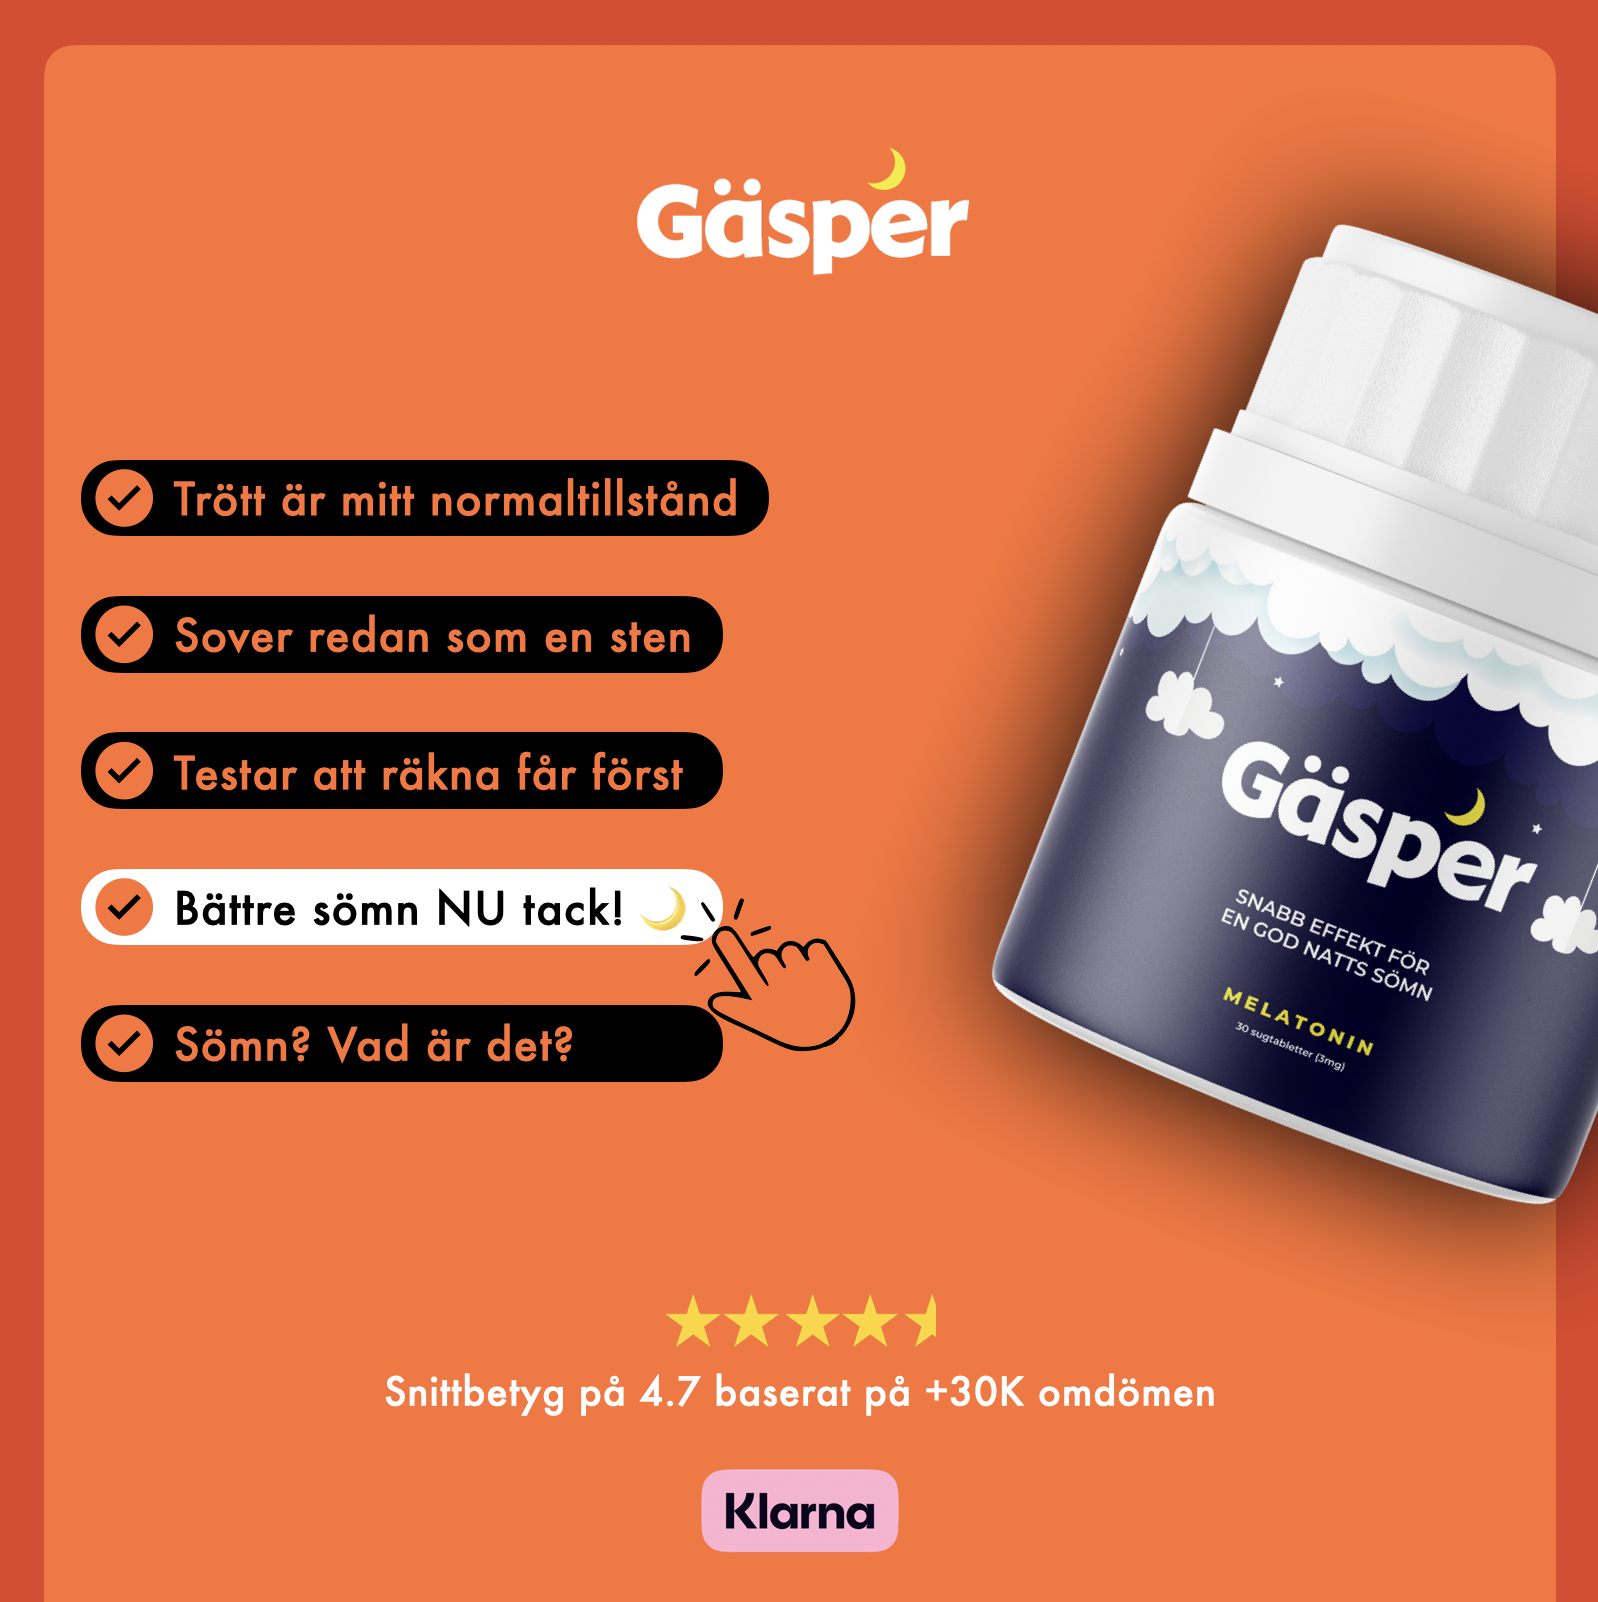 Gäsper
Trött är mitt normaltillstånd
Sover redan som en sten
Testar att räkna får först
Bättre sömn NU tack! 🌙
Sömn? Vad är det?
Gäsper
SNABB EFFEKT FÖR
EN GOD NATTS SÖMN
MELATONIN
30 sugtabletter (3mg)
Snittbetyg på 4.7 baserat på +30K omdömen
Klarna